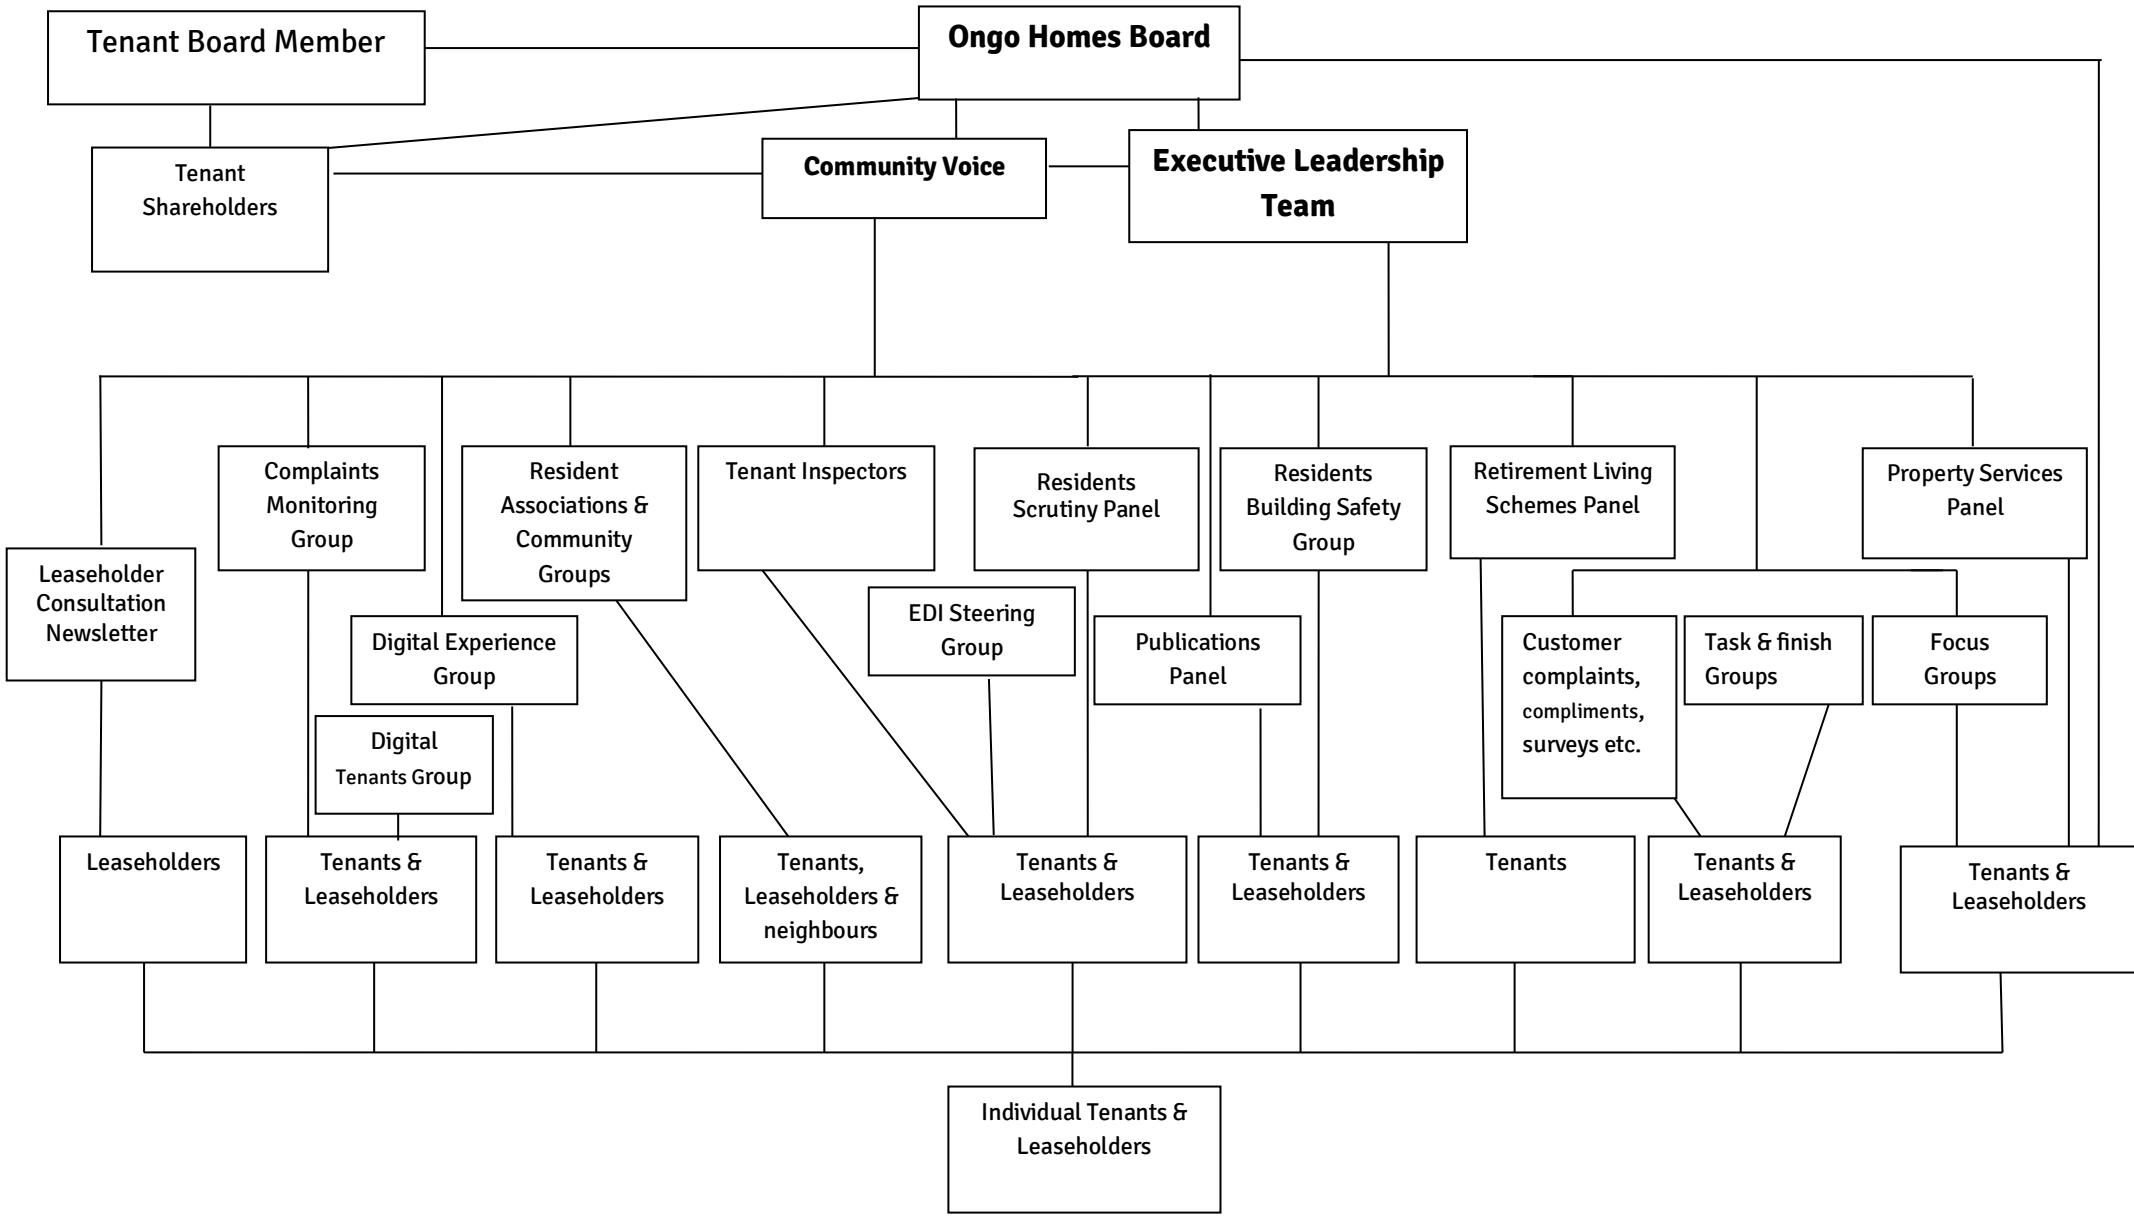 Tenant Board Member
Ongo Homes Board
Tenant
Shareholders
Community Voice
Executive Leadership
Team
Leaseholder
Consultation
Newsletter
Complaints
Monitoring
Group
Digital Experience
Group
Digital
Tenants Group
Resident
Associations &
Community
Groups
Tenant Inspectors
EDI Steering
Group
Residents
Scrutiny Panel
Publications
Panel
Residents
Building Safety
Group
Retirement Living
Schemes Panel
Customer
complaints,
compliments,
surveys etc.
Task & finish
Groups
Focus
Groups
Property Services
Panel
Leaseholders
Tenants &
Leaseholders
Tenants &
Leaseholders
Tenants,
Leaseholders &
neighbours
Tenants &
Leaseholders
Tenants &
Leaseholders
Tenants
Tenants &
Leaseholders
Tenants &
Leaseholders
Individual Tenants &
Leaseholders